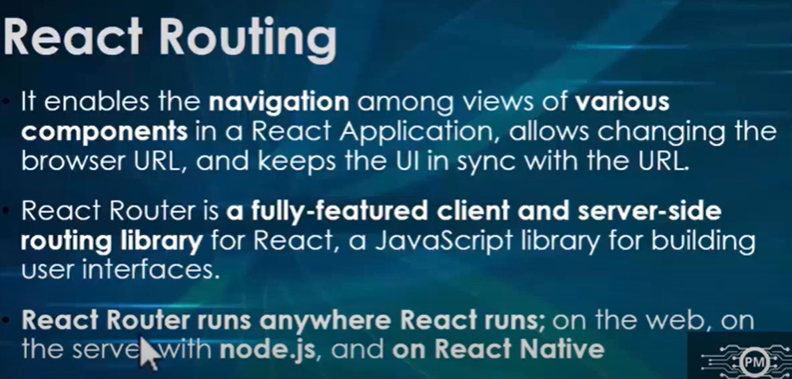 React Routing
• It enables the navigation among views of various
components in a React Application, allows changing the
browser URL, and keeps the UI in sync with the URL.
• React Router is a fully-featured client and server-side
routing library for React, a JavaScript library for building
user interfaces.
• React Router runs anywhere React runs; on the web, on
the server with node.js, and on React Native
PM